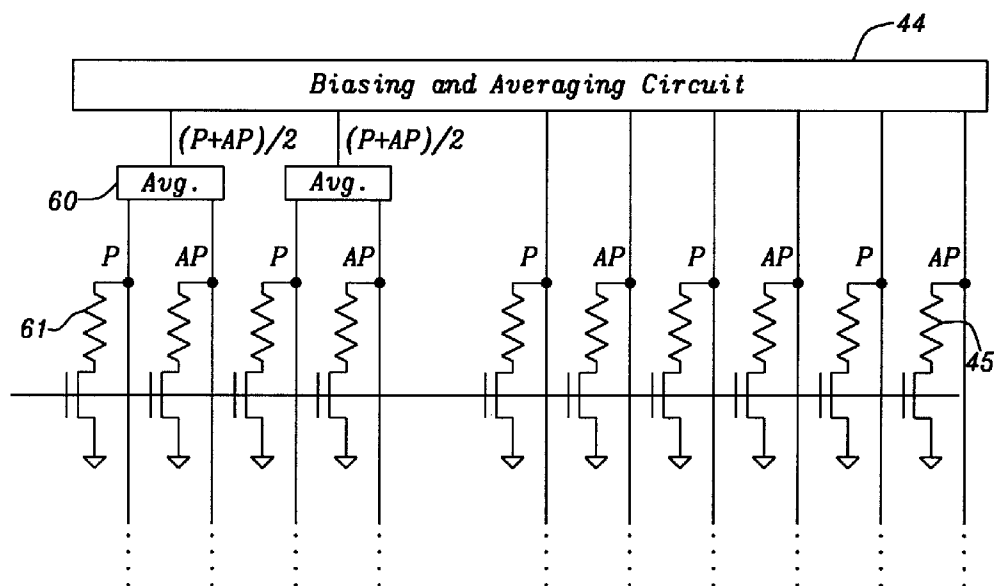 44
Biasing and Averaging Circuit
(P+AP)/2 (P+AP)/2
60 Avg. Avg.
P AP P AP P AP P AP P AP
61 45